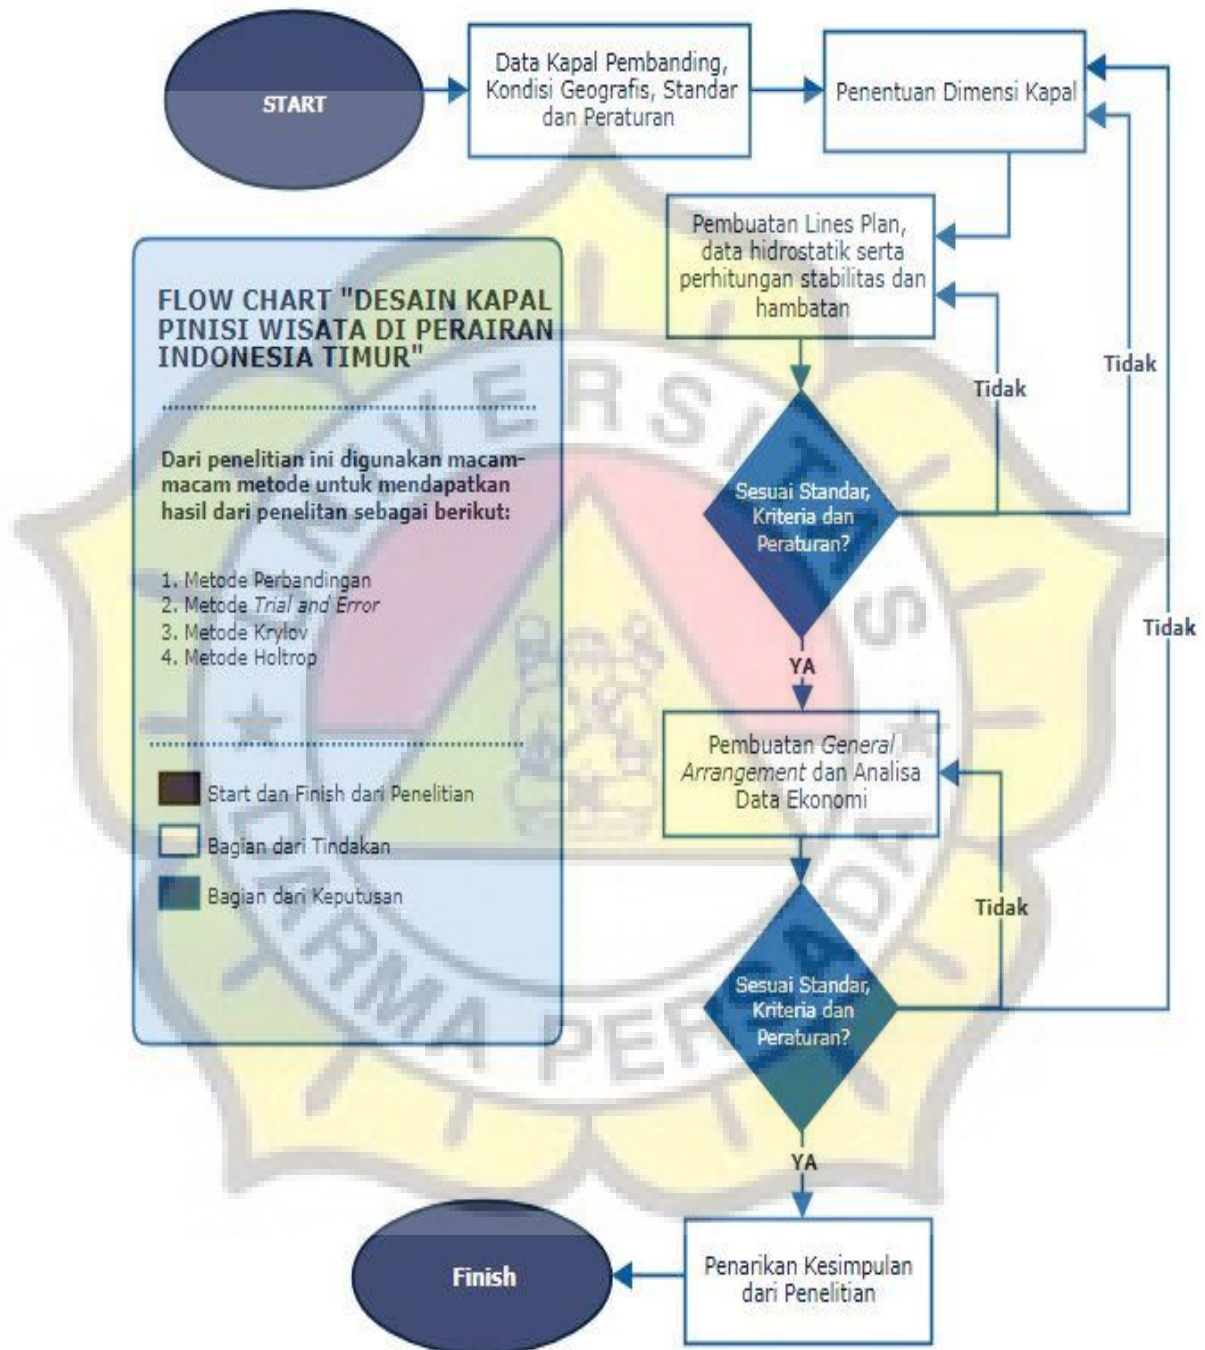 START
Data Kapal Pembanding,
Kondisi Geografis, Standar
dan Peraturan
Penentuan Dimensi Kapal
Pembuatan Lines Plan,
data hidrostatik serta
perhitungan stabilitas dan
hambatan
Tidak
Tidak
Sesuai Standar,
Kriteria dan
Peraturan?
YA
Tidak
Pembuatan General
Arrangement dan Analisa
Data Ekonomi
Tidak
Sesuai Standar,
Kriteria dan
Peraturan?
YA
Penarikan Kesimpulan
dari Penelitian
Finish
FLOW CHART "DESAIN KAPAL
PINISI WISATA DI PERAIRAN
INDONESIA TIMUR"
Dari penelitian ini digunakan macam-
macam metode untuk mendapatkan
hasil dari penelitan sebagai berikut:
1. Metode Perbandingan
2. Metode Trial and Error
3. Metode Krylov
4. Metode Holtrop
Start dan Finish dari Penelitian
Bagian dari Tindakan
Bagian dari Keputusan
UNIVERSITAS
DARMA PERSADA